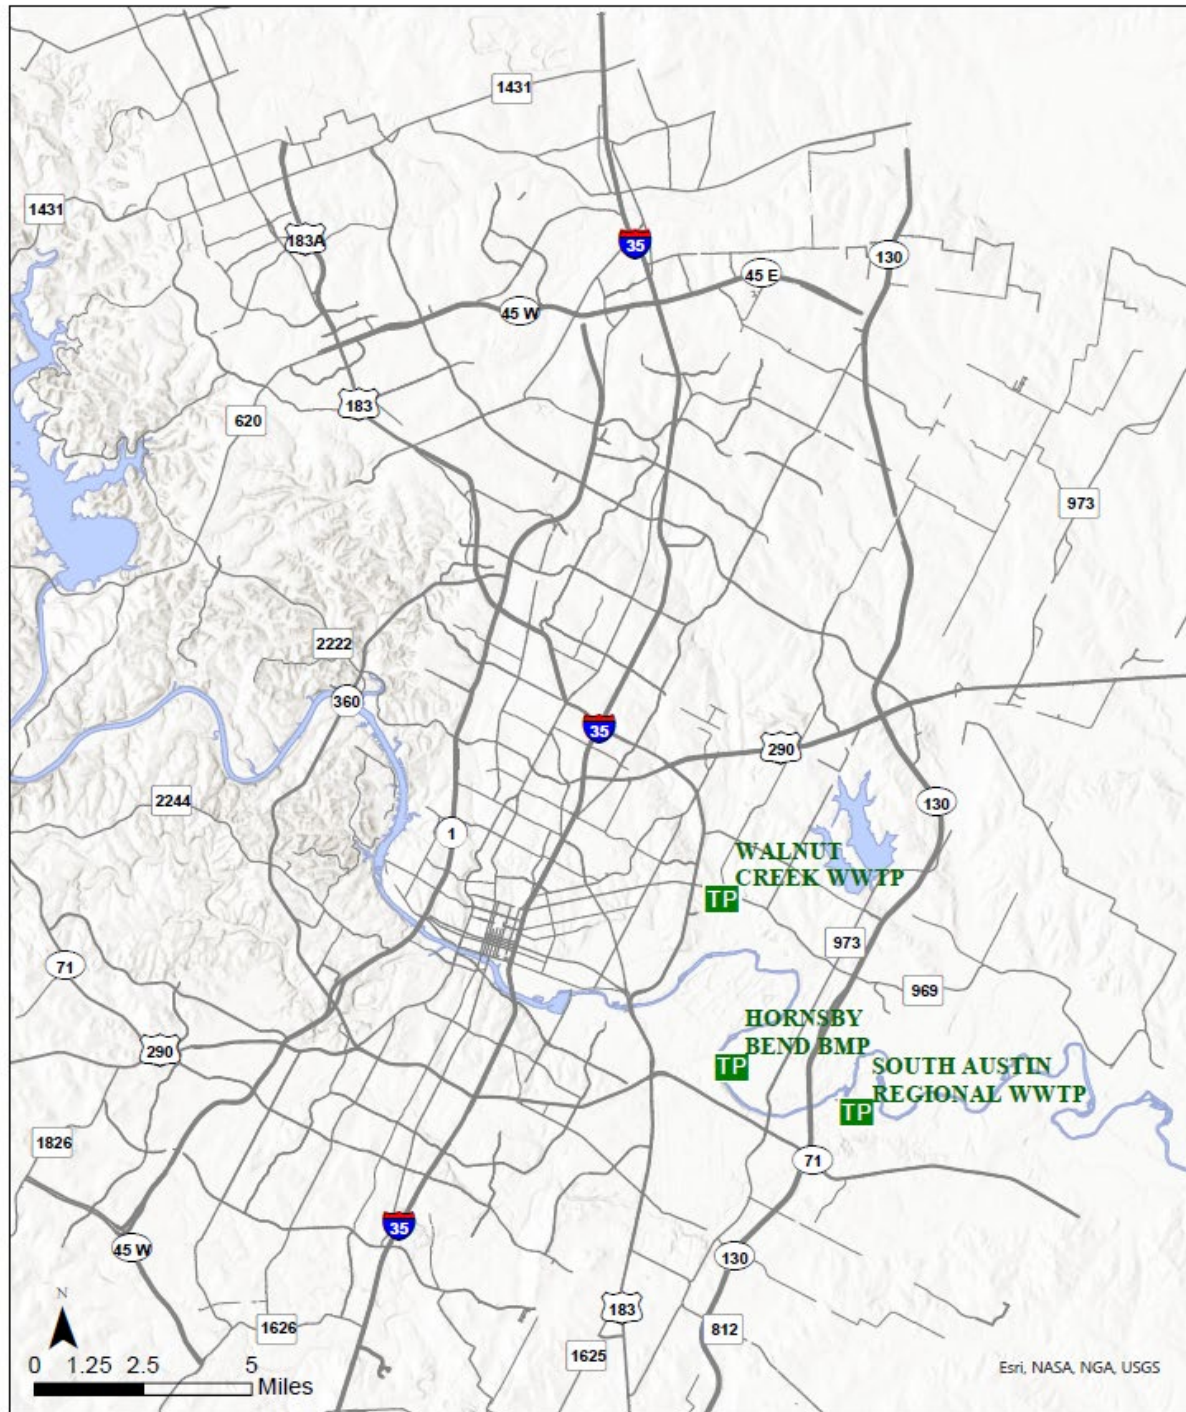 1431
1431
183A
35
130
45 E
45 W
183
620
973
2222
360
35
290
2244
130
1
WALNUT
CREEK WWTP
TP
973
71
969
HORNSBY
BEND BMP
290
TP
SOUTH AUSTIN
REGIONAL WWTP
TP
1826
71
35
45 W
130
N
183
1626
812
1625
0 1.25 2.5 5
Miles
Esri, NASA, NGA, USGS